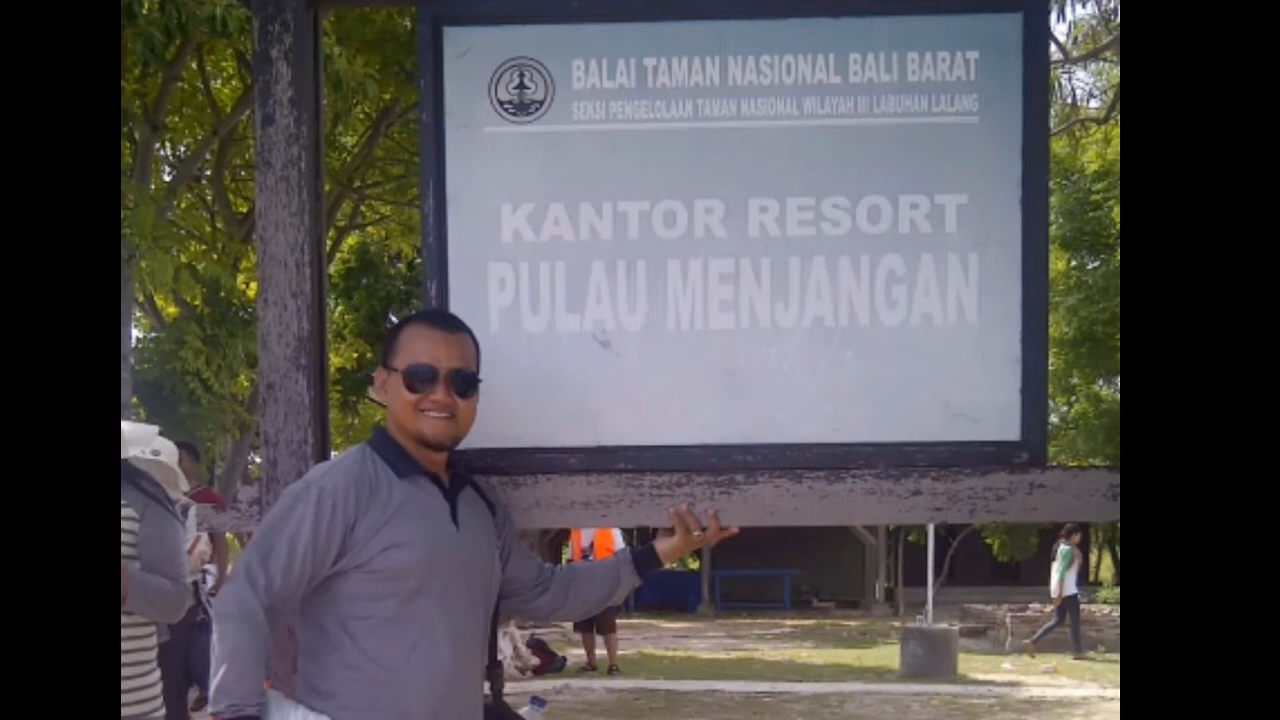 BALAI TAMAN NASIONAL BALI BARAT
SEKSI PENGELOLAAN TAMAN NASIONAL WILAYAH III LABUHAN LALANG
KANTOR RESORT
PULAU MENJANGAN